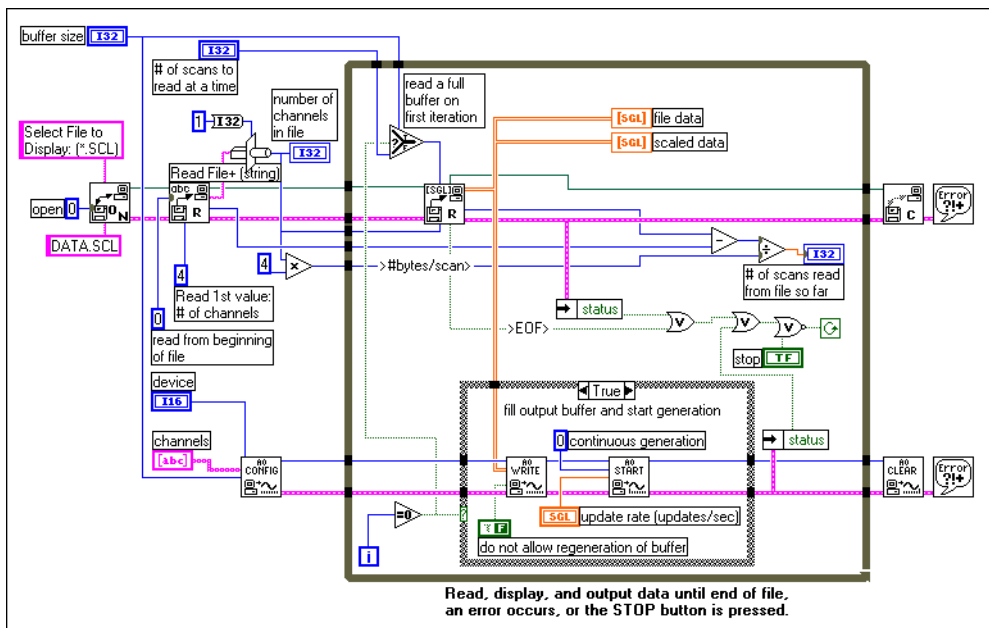 buffer size
I32
I32
# of scans to
read at a time
read a full
buffer on
first iteration
number of
channels
in file
I32
1
I32
[SGL]
file data
[SGL]
scaled data
Select File to
Display: (*.SCL)
Read File+ (string)
?
abc
[SGL]
Error
?!+
open
0
O
N
R
R
C
DATA.SCL
4
4
×
>#bytes/scan>
−
÷
I32
# of scans read
from file so far
Read 1st value:
# of channels
0
read from beginning
of file
status
>EOF>
V
V
V
stop
TF
device
I16
True
fill output buffer and start generation
0
continuous generation
status
channels
[abc]
AO
CONFIG
AO
WRITE
AO
START
AO
CLEAR
Error
?!+
=0
?
SGL
update rate (updates/sec)
F
do not allow regeneration of buffer
i
Read, display, and output data until end of file,
an error occurs, or the STOP button is pressed.